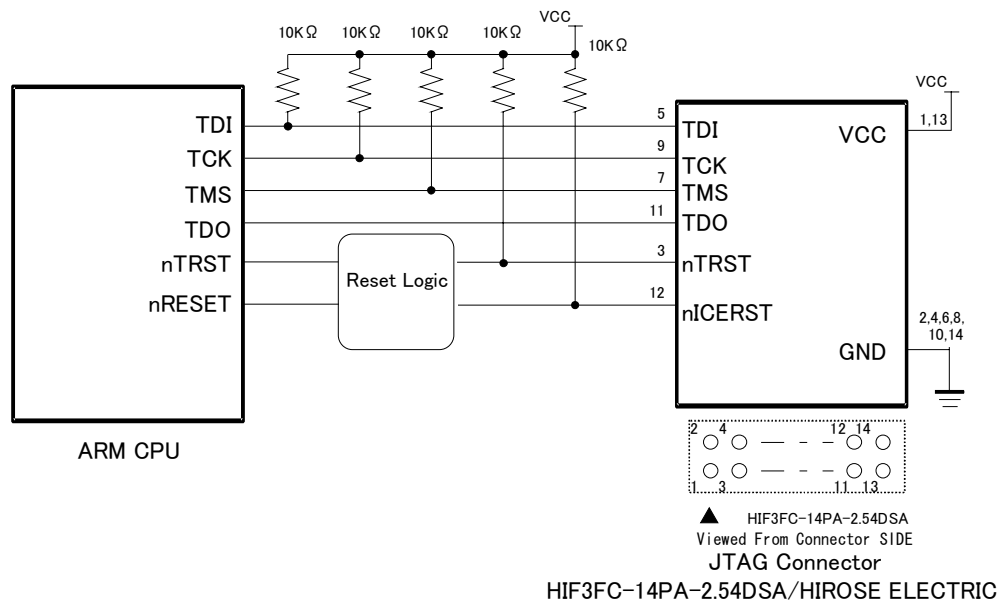 VCC
10KΩ 10KΩ 10KΩ 10KΩ 10KΩ
VCC
1,13
TDI
TCK
TMS
TDO
nTRST
nRESET
Reset Logic
5
9
7
11
3
12
TDI
TCK
TMS
TDO
nTRST
nICERST
VCC
GND
2,4,6,8,
10,14
ARM CPU
2 4 12 14
1 3 11 13
▲ HIF3FC-14PA-2.54DSA
Viewed From Connector SIDE
JTAG Connector
HIF3FC-14PA-2.54DSA/HIROSE ELECTRIC